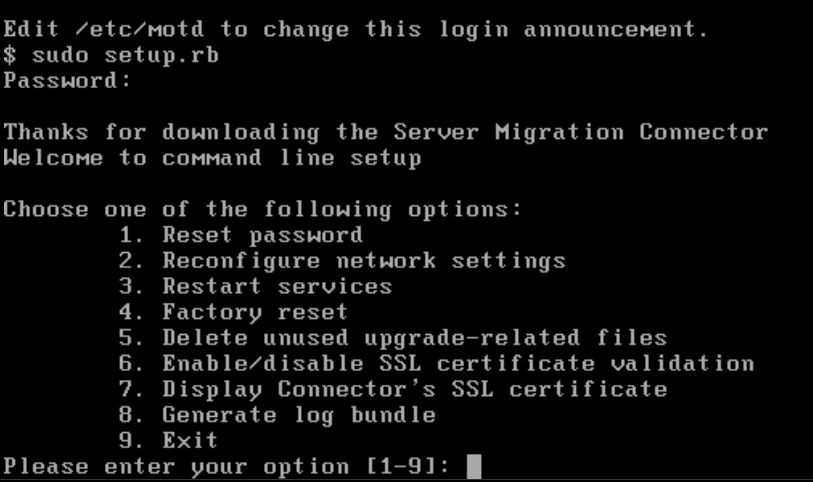 Edit /etc/motd to change this login announcement.
$ sudo setup.rb
Password:
Thanks for downloading the Server Migration Connector
Welcome to command line setup
Choose one of the following options:
1. Reset password
2. Reconfigure network settings
3. Restart services
4. Factory reset
5. Delete unused upgrade-related files
6. Enable/disable SSL certificate validation
7. Display Connector's SSL certificate
8. Generate log bundle
9. Exit
Please enter your option [1-9]: